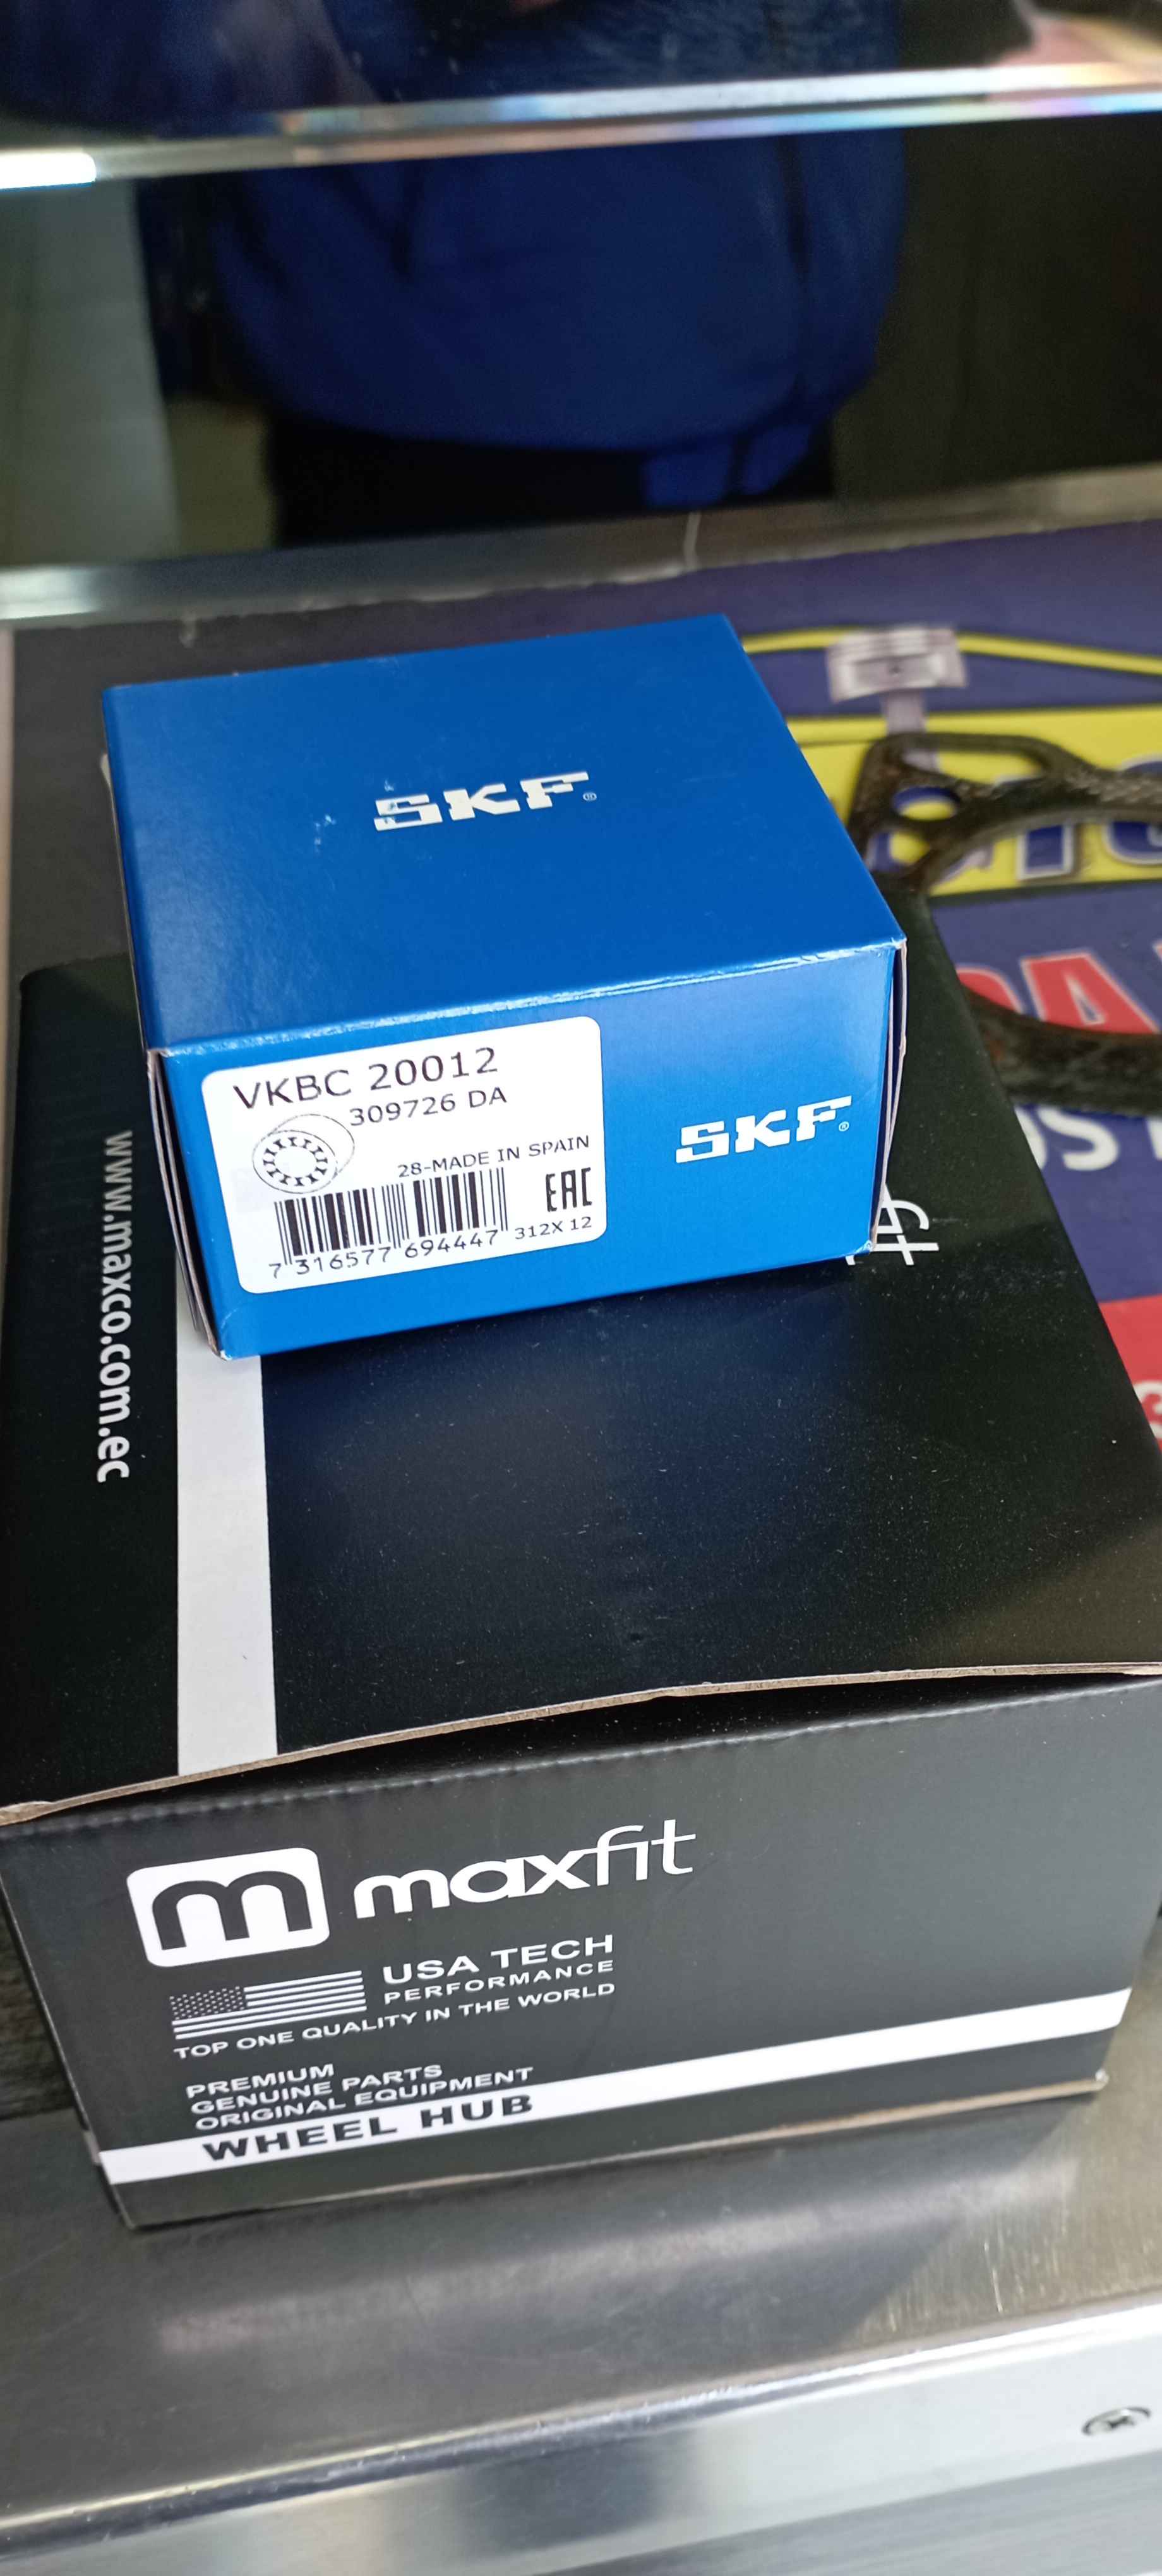 SKF®
VKBC 20012
309726 DA
28-MADE IN SPAIN
EAC
7 316577 694447 312X 12
SKF®
www.maxco.com.ec
fit
m maxfit
USA TECH
PERFORMANCE
TOP ONE QUALITY IN THE WORLD
PREMIUM
GENUINE PARTS
ORIGINAL EQUIPMENT
WHEEL HUB